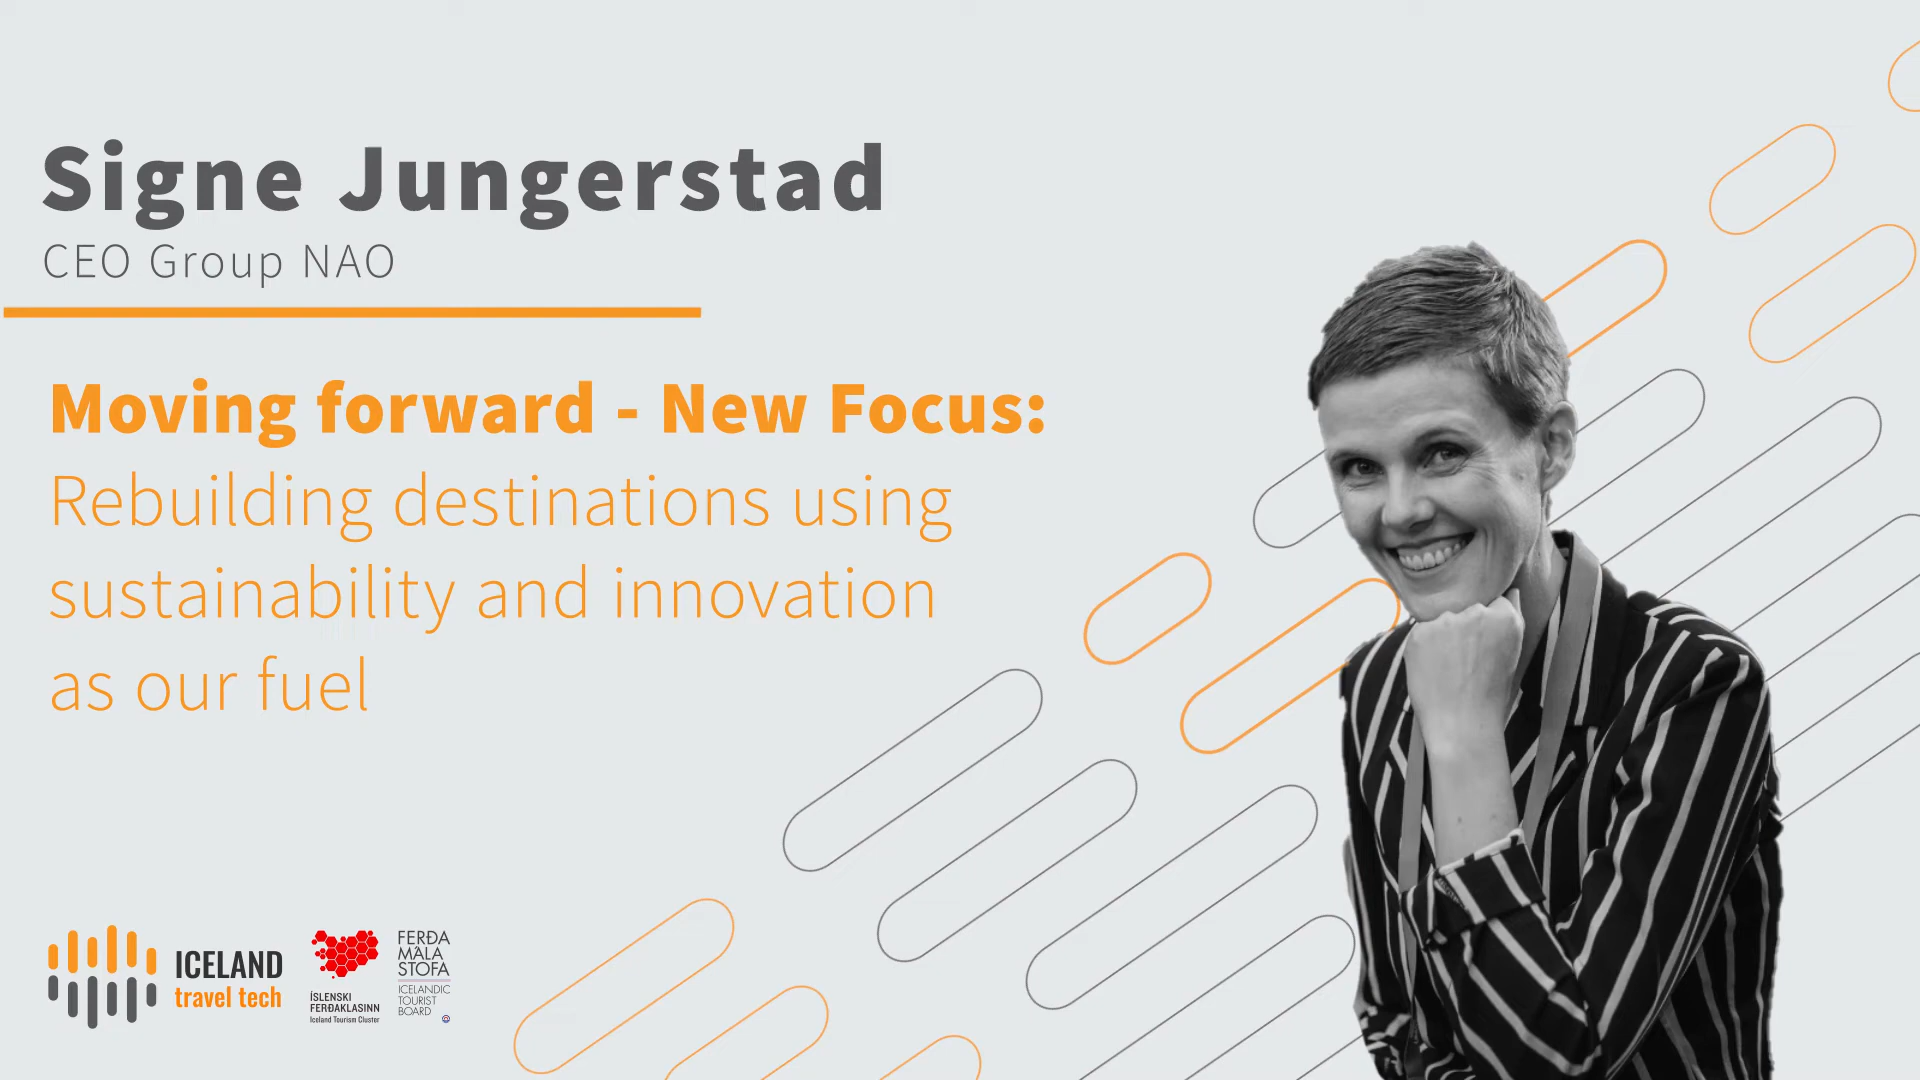 Signe Jungerstad
CEO Group NAO
Moving forward - New Focus:
Rebuilding destinations using
sustainability and innovation
as our fuel
ICELAND
travel tech
ÍSLENSKI
FERÐAKLASINN
Iceland Tourism Cluster
FERÐA
MÁLA
STOFA
ICELANDIC
TOURIST
BOARD